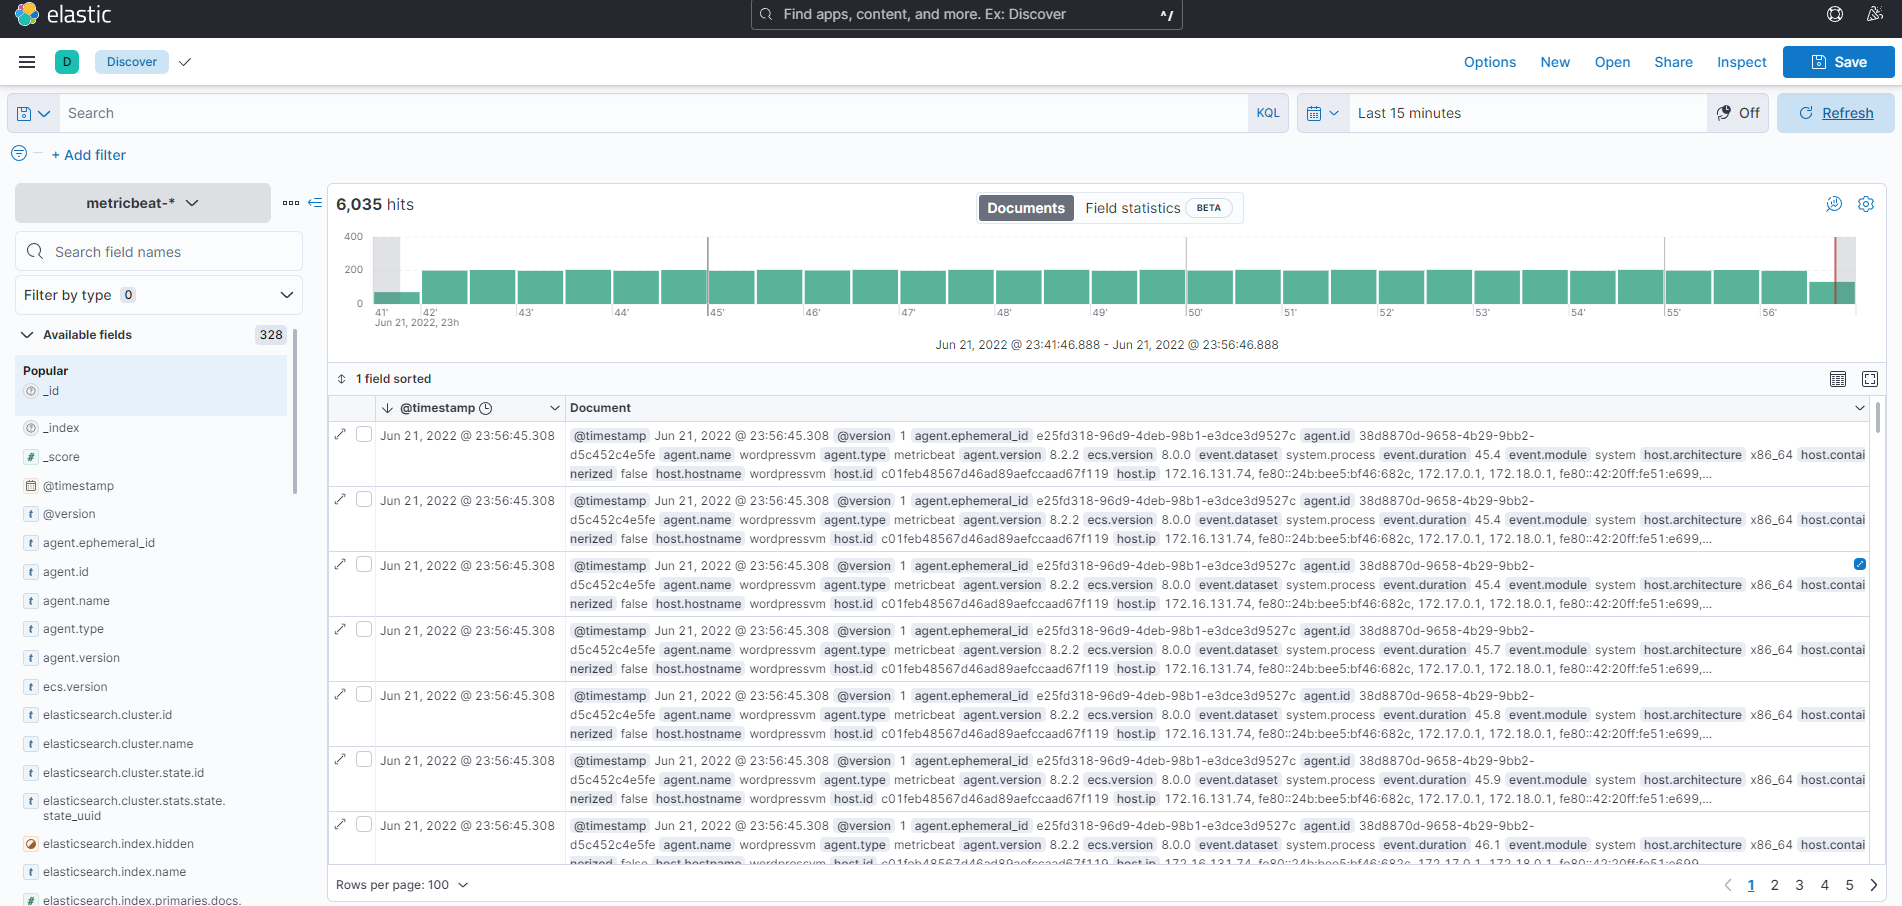 elastic
Find apps, content, and more. Ex: Discover ^/
D Discover Options New Open Share Inspect Save
Search KQL Last 15 minutes Off Refresh
+ Add filter
metricbeat-*
Search field names
Filter by type 0
Available fields 328
Popular
_id
_index
_score
@timestamp
@version
agent.ephemeral_id
agent.id
agent.name
agent.type
agent.version
ecs.version
elasticsearch.cluster.id
elasticsearch.cluster.name
elasticsearch.cluster.state.id
elasticsearch.cluster.stats.state.
state_uuid
elasticsearch.index.hidden
elasticsearch.index.name
elasticsearch.index.primaries.docs.
6,035 hits
Documents Field statistics BETA
400
200
0
41' 42' 43' 44' 45' 46' 47' 48' 49' 50' 51' 52' 53' 54' 55' 56'
Jun 21, 2022, 23h
Jun 21, 2022 @ 23:41:46.888 - Jun 21, 2022 @ 23:56:46.888
1 field sorted
@timestamp Document
Jun 21, 2022 @ 23:56:45.308 @timestamp Jun 21, 2022 @ 23:56:45.308 @version 1 agent.ephemeral_id e25fd318-96d9-4deb-98b1-e3dce3d9527c agent.id 38d8870d-9658-4b29-9bb2-
d5c452c4e5fe agent.name wordpressvm agent.type metricbeat agent.version 8.2.2 ecs.version 8.0.0 event.dataset system.process event.duration 45.4 event.module system host.architecture x86_64 host.contai
nerized false host.hostname wordpressvm host.id c01feb48567d46ad89aefccaad67f119 host.ip 172.16.131.74, fe80::24b:bee5:bf46:682c, 172.17.0.1, 172.18.0.1, fe80::42:20ff:fe51:e699,...
Jun 21, 2022 @ 23:56:45.308 @timestamp Jun 21, 2022 @ 23:56:45.308 @version 1 agent.ephemeral_id e25fd318-96d9-4deb-98b1-e3dce3d9527c agent.id 38d8870d-9658-4b29-9bb2-
d5c452c4e5fe agent.name wordpressvm agent.type metricbeat agent.version 8.2.2 ecs.version 8.0.0 event.dataset system.process event.duration 45.4 event.module system host.architecture x86_64 host.contai
nerized false host.hostname wordpressvm host.id c01feb48567d46ad89aefccaad67f119 host.ip 172.16.131.74, fe80::24b:bee5:bf46:682c, 172.17.0.1, 172.18.0.1, fe80::42:20ff:fe51:e699,...
Jun 21, 2022 @ 23:56:45.308 @timestamp Jun 21, 2022 @ 23:56:45.308 @version 1 agent.ephemeral_id e25fd318-96d9-4deb-98b1-e3dce3d9527c agent.id 38d8870d-9658-4b29-9bb2-
d5c452c4e5fe agent.name wordpressvm agent.type metricbeat agent.version 8.2.2 ecs.version 8.0.0 event.dataset system.process event.duration 45.4 event.module system host.architecture x86_64 host.contai
nerized false host.hostname wordpressvm host.id c01feb48567d46ad89aefccaad67f119 host.ip 172.16.131.74, fe80::24b:bee5:bf46:682c, 172.17.0.1, 172.18.0.1, fe80::42:20ff:fe51:e699,...
Jun 21, 2022 @ 23:56:45.308 @timestamp Jun 21, 2022 @ 23:56:45.308 @version 1 agent.ephemeral_id e25fd318-96d9-4deb-98b1-e3dce3d9527c agent.id 38d8870d-9658-4b29-9bb2-
d5c452c4e5fe agent.name wordpressvm agent.type metricbeat agent.version 8.2.2 ecs.version 8.0.0 event.dataset system.process event.duration 45.7 event.module system host.architecture x86_64 host.contai
nerized false host.hostname wordpressvm host.id c01feb48567d46ad89aefccaad67f119 host.ip 172.16.131.74, fe80::24b:bee5:bf46:682c, 172.17.0.1, 172.18.0.1, fe80::42:20ff:fe51:e699,...
Jun 21, 2022 @ 23:56:45.308 @timestamp Jun 21, 2022 @ 23:56:45.308 @version 1 agent.ephemeral_id e25fd318-96d9-4deb-98b1-e3dce3d9527c agent.id 38d8870d-9658-4b29-9bb2-
d5c452c4e5fe agent.name wordpressvm agent.type metricbeat agent.version 8.2.2 ecs.version 8.0.0 event.dataset system.process event.duration 45.8 event.module system host.architecture x86_64 host.contai
nerized false host.hostname wordpressvm host.id c01feb48567d46ad89aefccaad67f119 host.ip 172.16.131.74, fe80::24b:bee5:bf46:682c, 172.17.0.1, 172.18.0.1, fe80::42:20ff:fe51:e699,...
Jun 21, 2022 @ 23:56:45.308 @timestamp Jun 21, 2022 @ 23:56:45.308 @version 1 agent.ephemeral_id e25fd318-96d9-4deb-98b1-e3dce3d9527c agent.id 38d8870d-9658-4b29-9bb2-
d5c452c4e5fe agent.name wordpressvm agent.type metricbeat agent.version 8.2.2 ecs.version 8.0.0 event.dataset system.process event.duration 45.9 event.module system host.architecture x86_64 host.contai
nerized false host.hostname wordpressvm host.id c01feb48567d46ad89aefccaad67f119 host.ip 172.16.131.74, fe80::24b:bee5:bf46:682c, 172.17.0.1, 172.18.0.1, fe80::42:20ff:fe51:e699,...
Jun 21, 2022 @ 23:56:45.308 @timestamp Jun 21, 2022 @ 23:56:45.308 @version 1 agent.ephemeral_id e25fd318-96d9-4deb-98b1-e3dce3d9527c agent.id 38d8870d-9658-4b29-9bb2-
d5c452c4e5fe agent.name wordpressvm agent.type metricbeat agent.version 8.2.2 ecs.version 8.0.0 event.dataset system.process event.duration 46.1 event.module system host.architecture x86_64 host.contai
Rows per page: 100 1 2 3 4 5